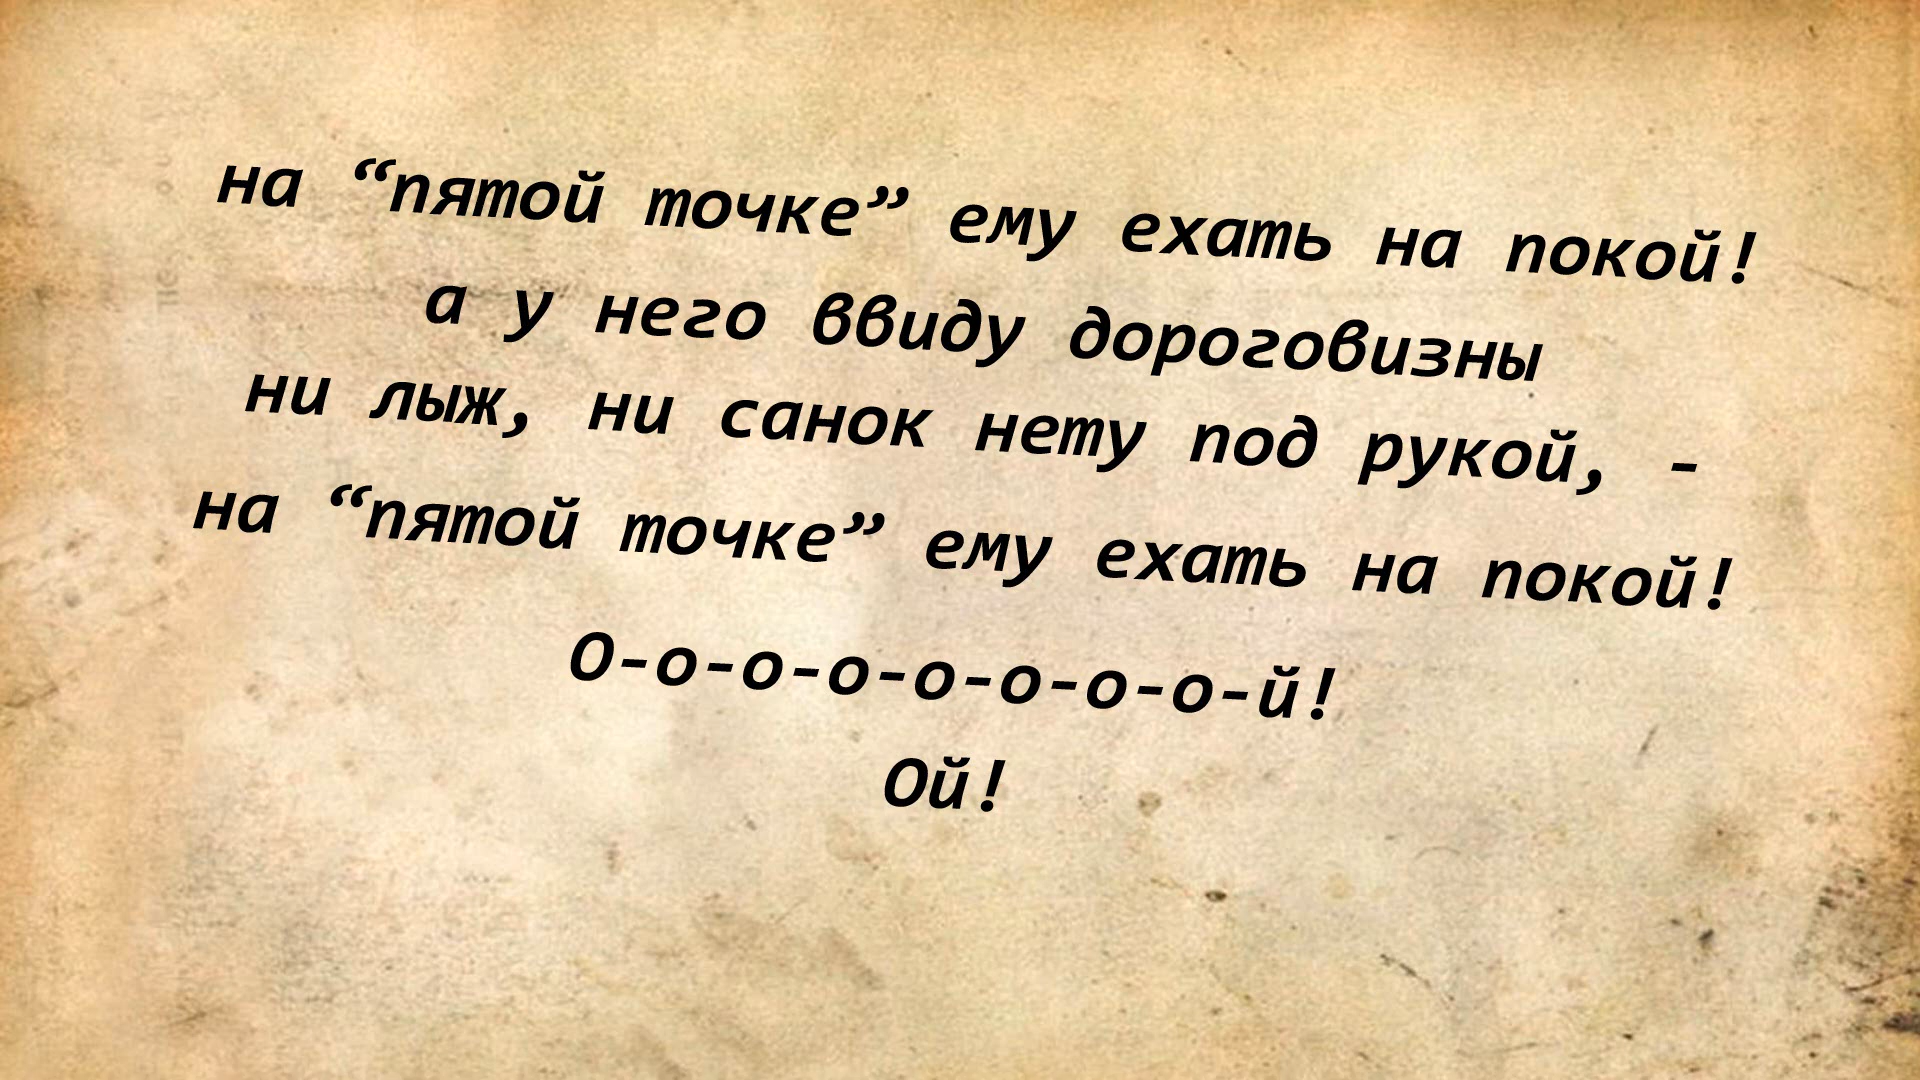 на “пятой точке” ему ехать на покой!
а у него ввиду дороговизны
ни лыж, ни санок нету под рукой, -
на “пятой точке” ему ехать на покой!
О-о-о-о-о-о-о-о-й!
Ой!